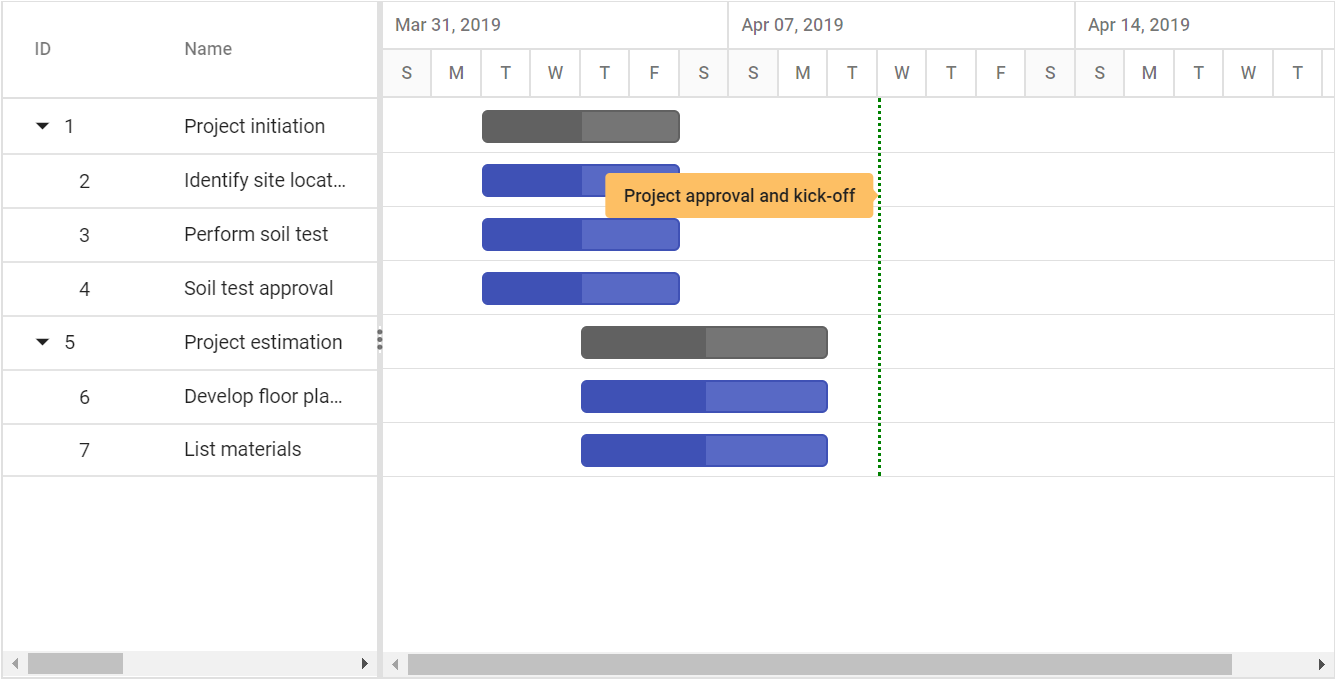 ID Name
Mar 31, 2019 Apr 07, 2019 Apr 14, 2019
S M T W T F S S M T W T F S S M T W T
1 Project initiation
2 Identify site locat...
Project approval and kick-off
3 Perform soil test
4 Soil test approval
5 Project estimation
6 Develop floor pla...
7 List materials